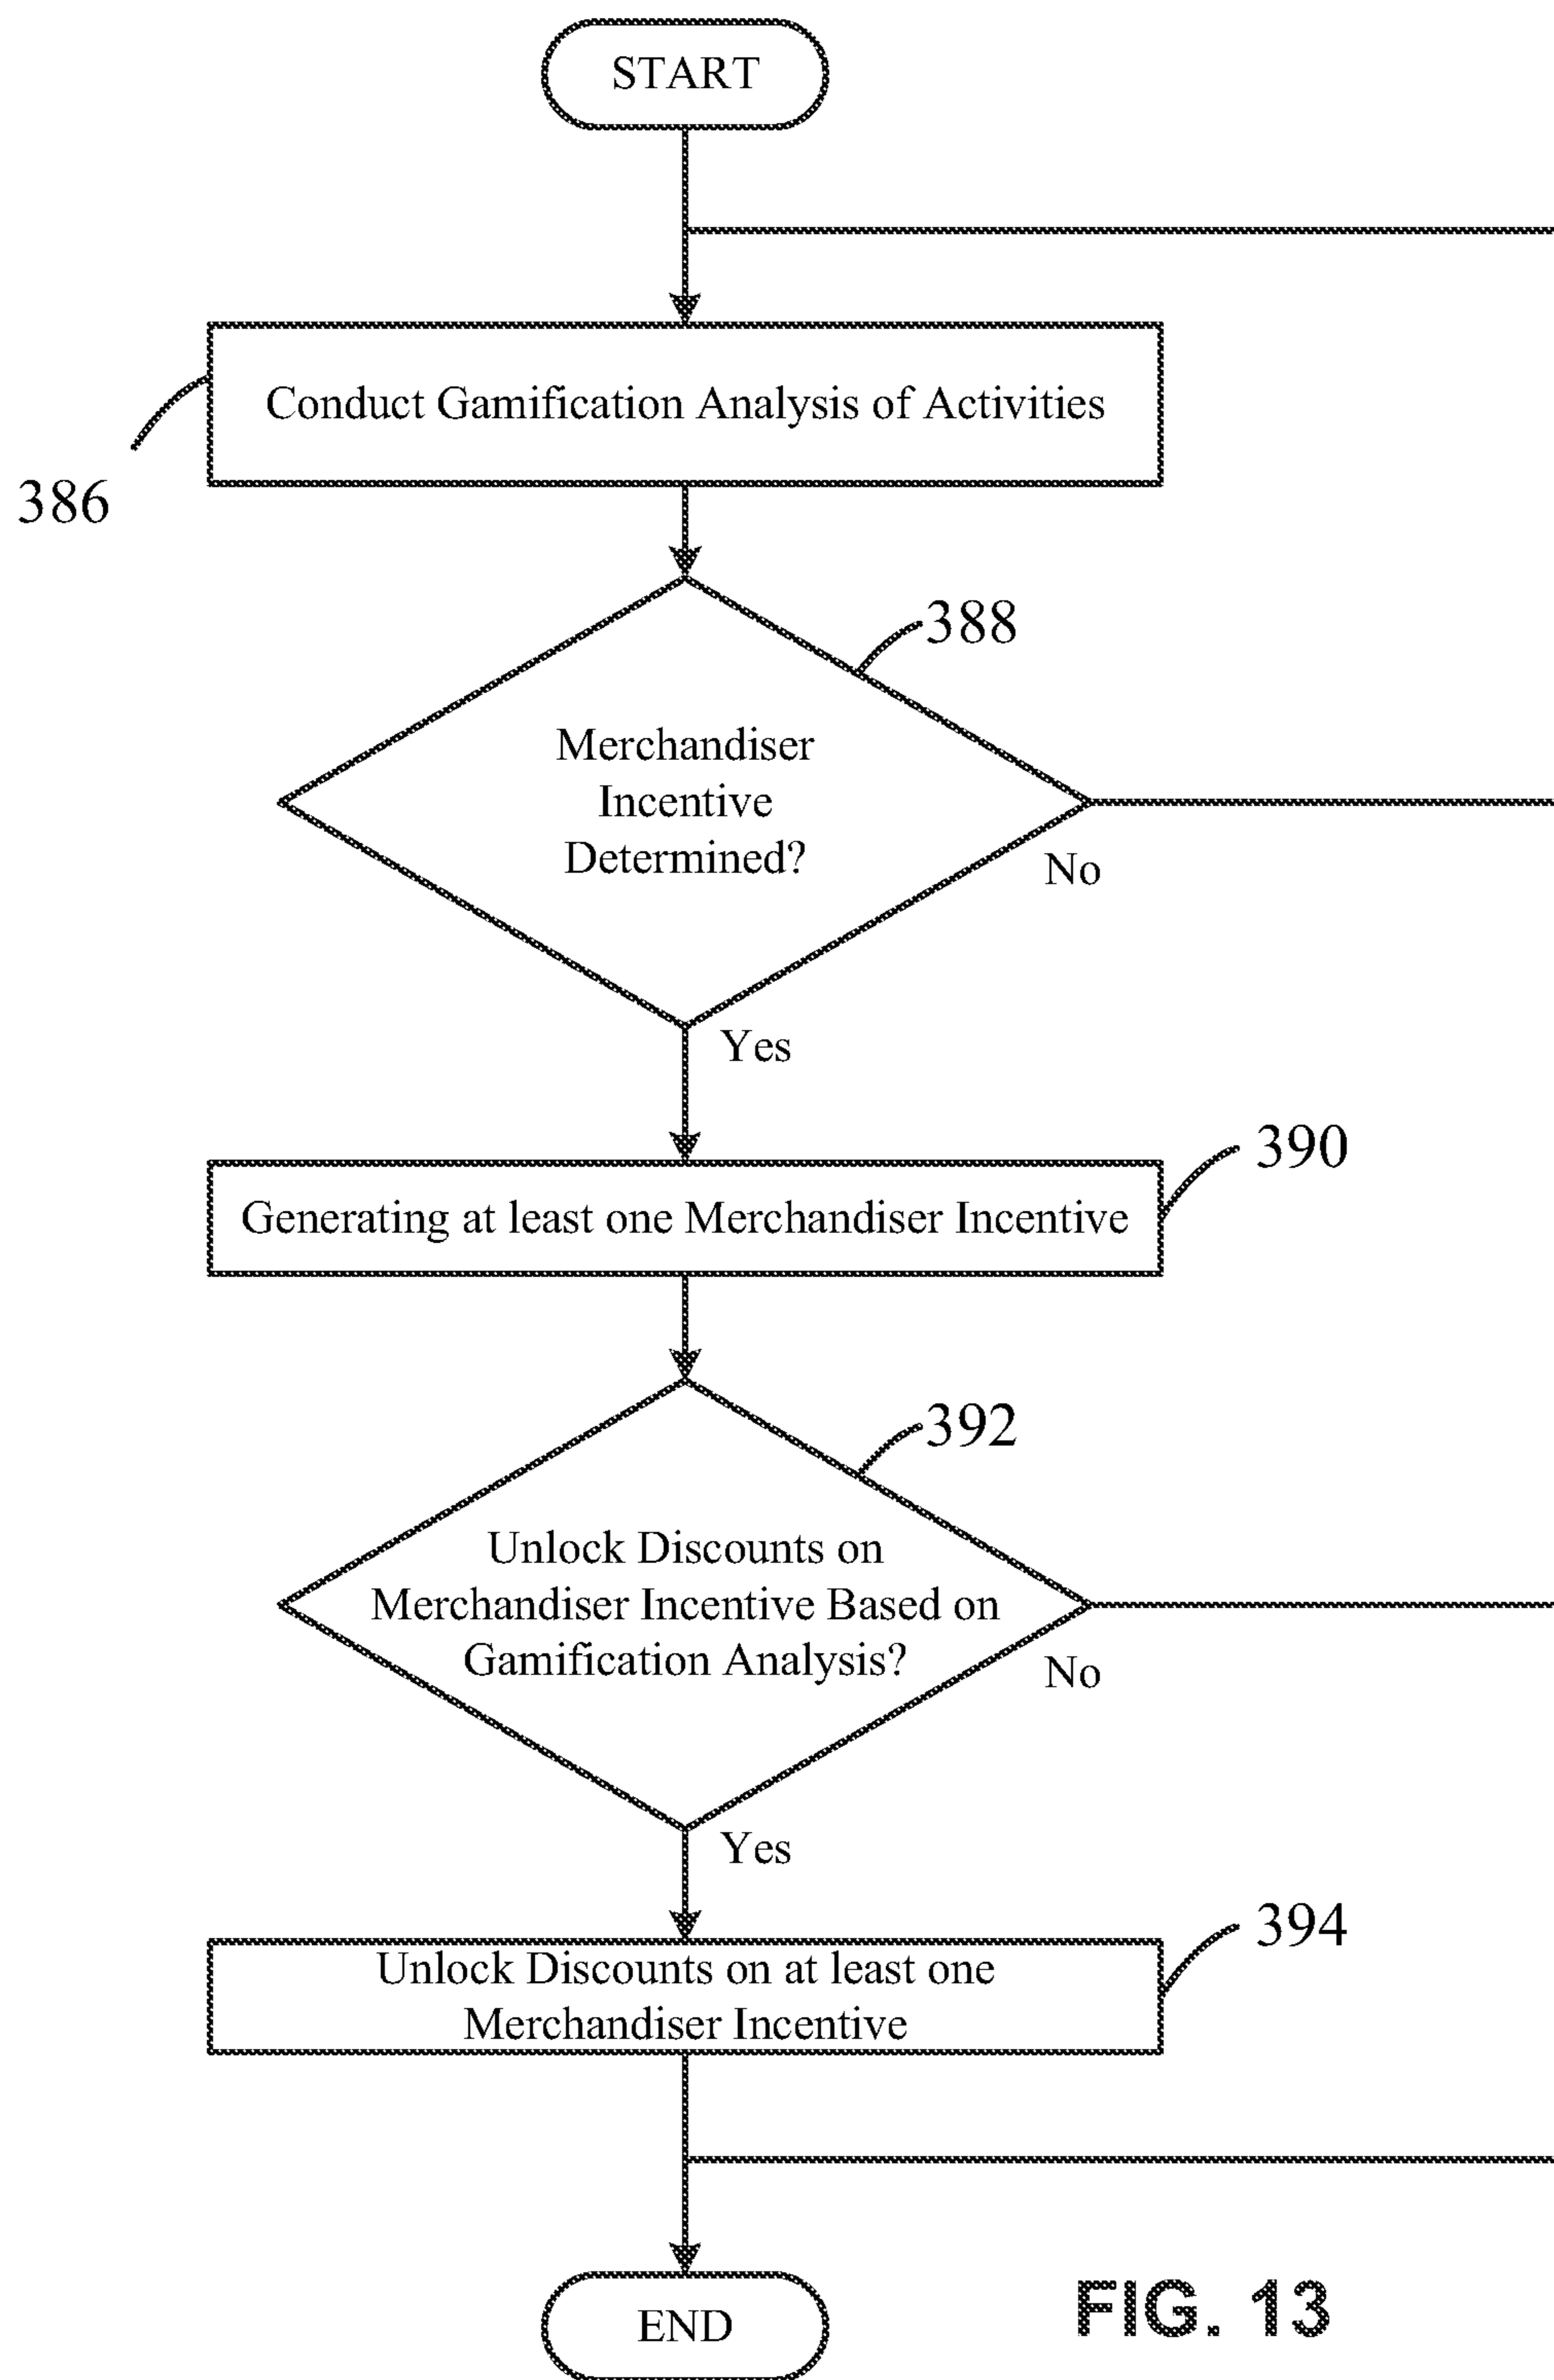 START
Conduct Gamification Analysis of Activities
386
388
Merchandiser
Incentive
Determined?
No
Yes
390
Generating at least one Merchandiser Incentive
392
Unlock Discounts on
Merchandiser Incentive Based on
Gamification Analysis?
No
Yes
394
Unlock Discounts on at least one
Merchandiser Incentive
END
FIG. 13